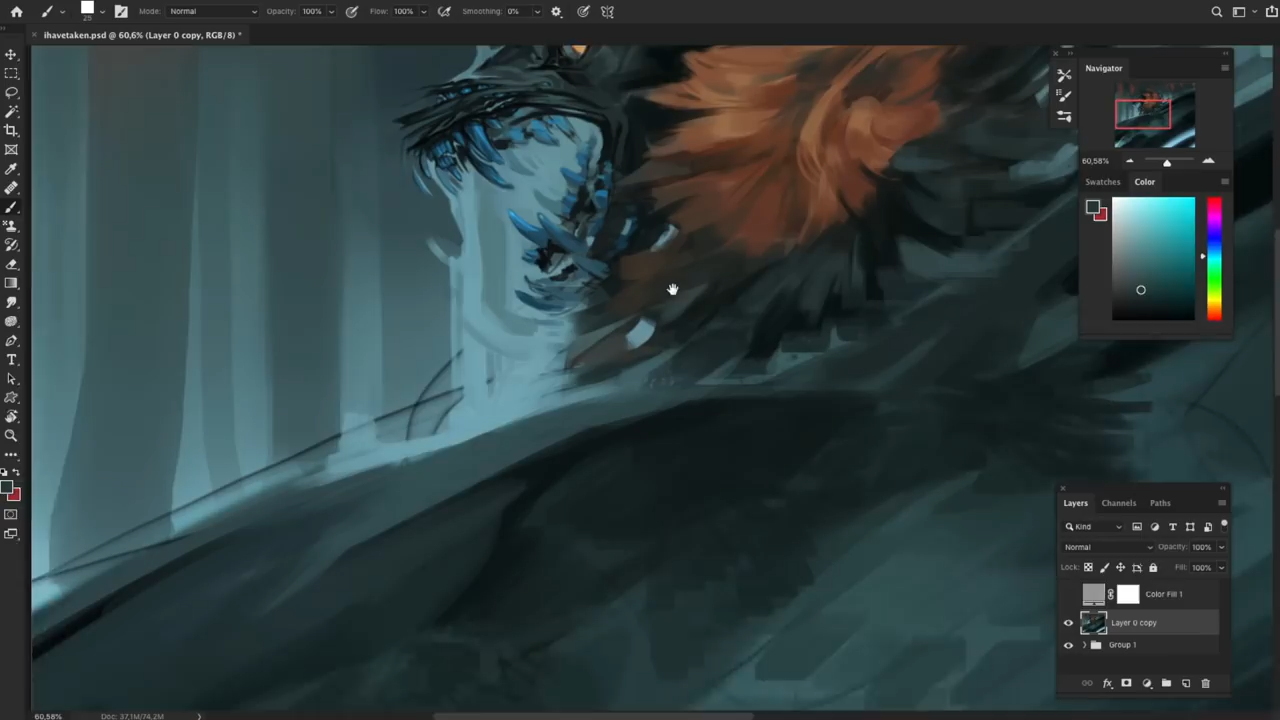 Mode: Normal Opacity: 100% Flow: 100% Smoothing: 0%
25
ihavetaken.psd @ 60,6% (Layer 0 copy, RGB/8) *
Navigator
60,58%
Swatches Color
Layers Channels Paths
Kind
Normal Opacity: 100%
Lock: Fill: 100%
Color Fill 1
Layer 0 copy
Group 1
60,58% Doc: 37,1M/74,2M